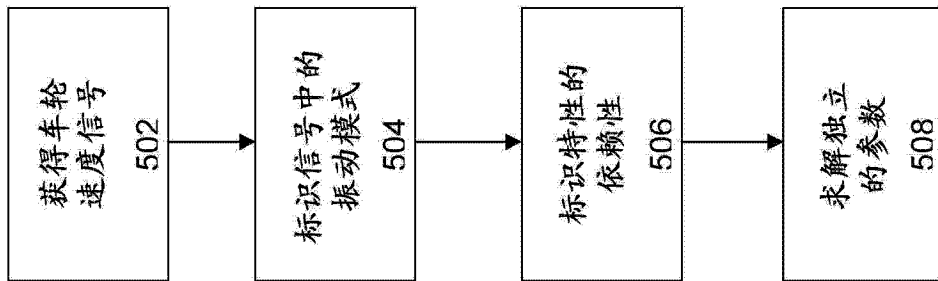 获得车轮
速度信号
502
标识信号中的
振动模式
504
标识特性的
依赖性
506
求解独立
的参数
508